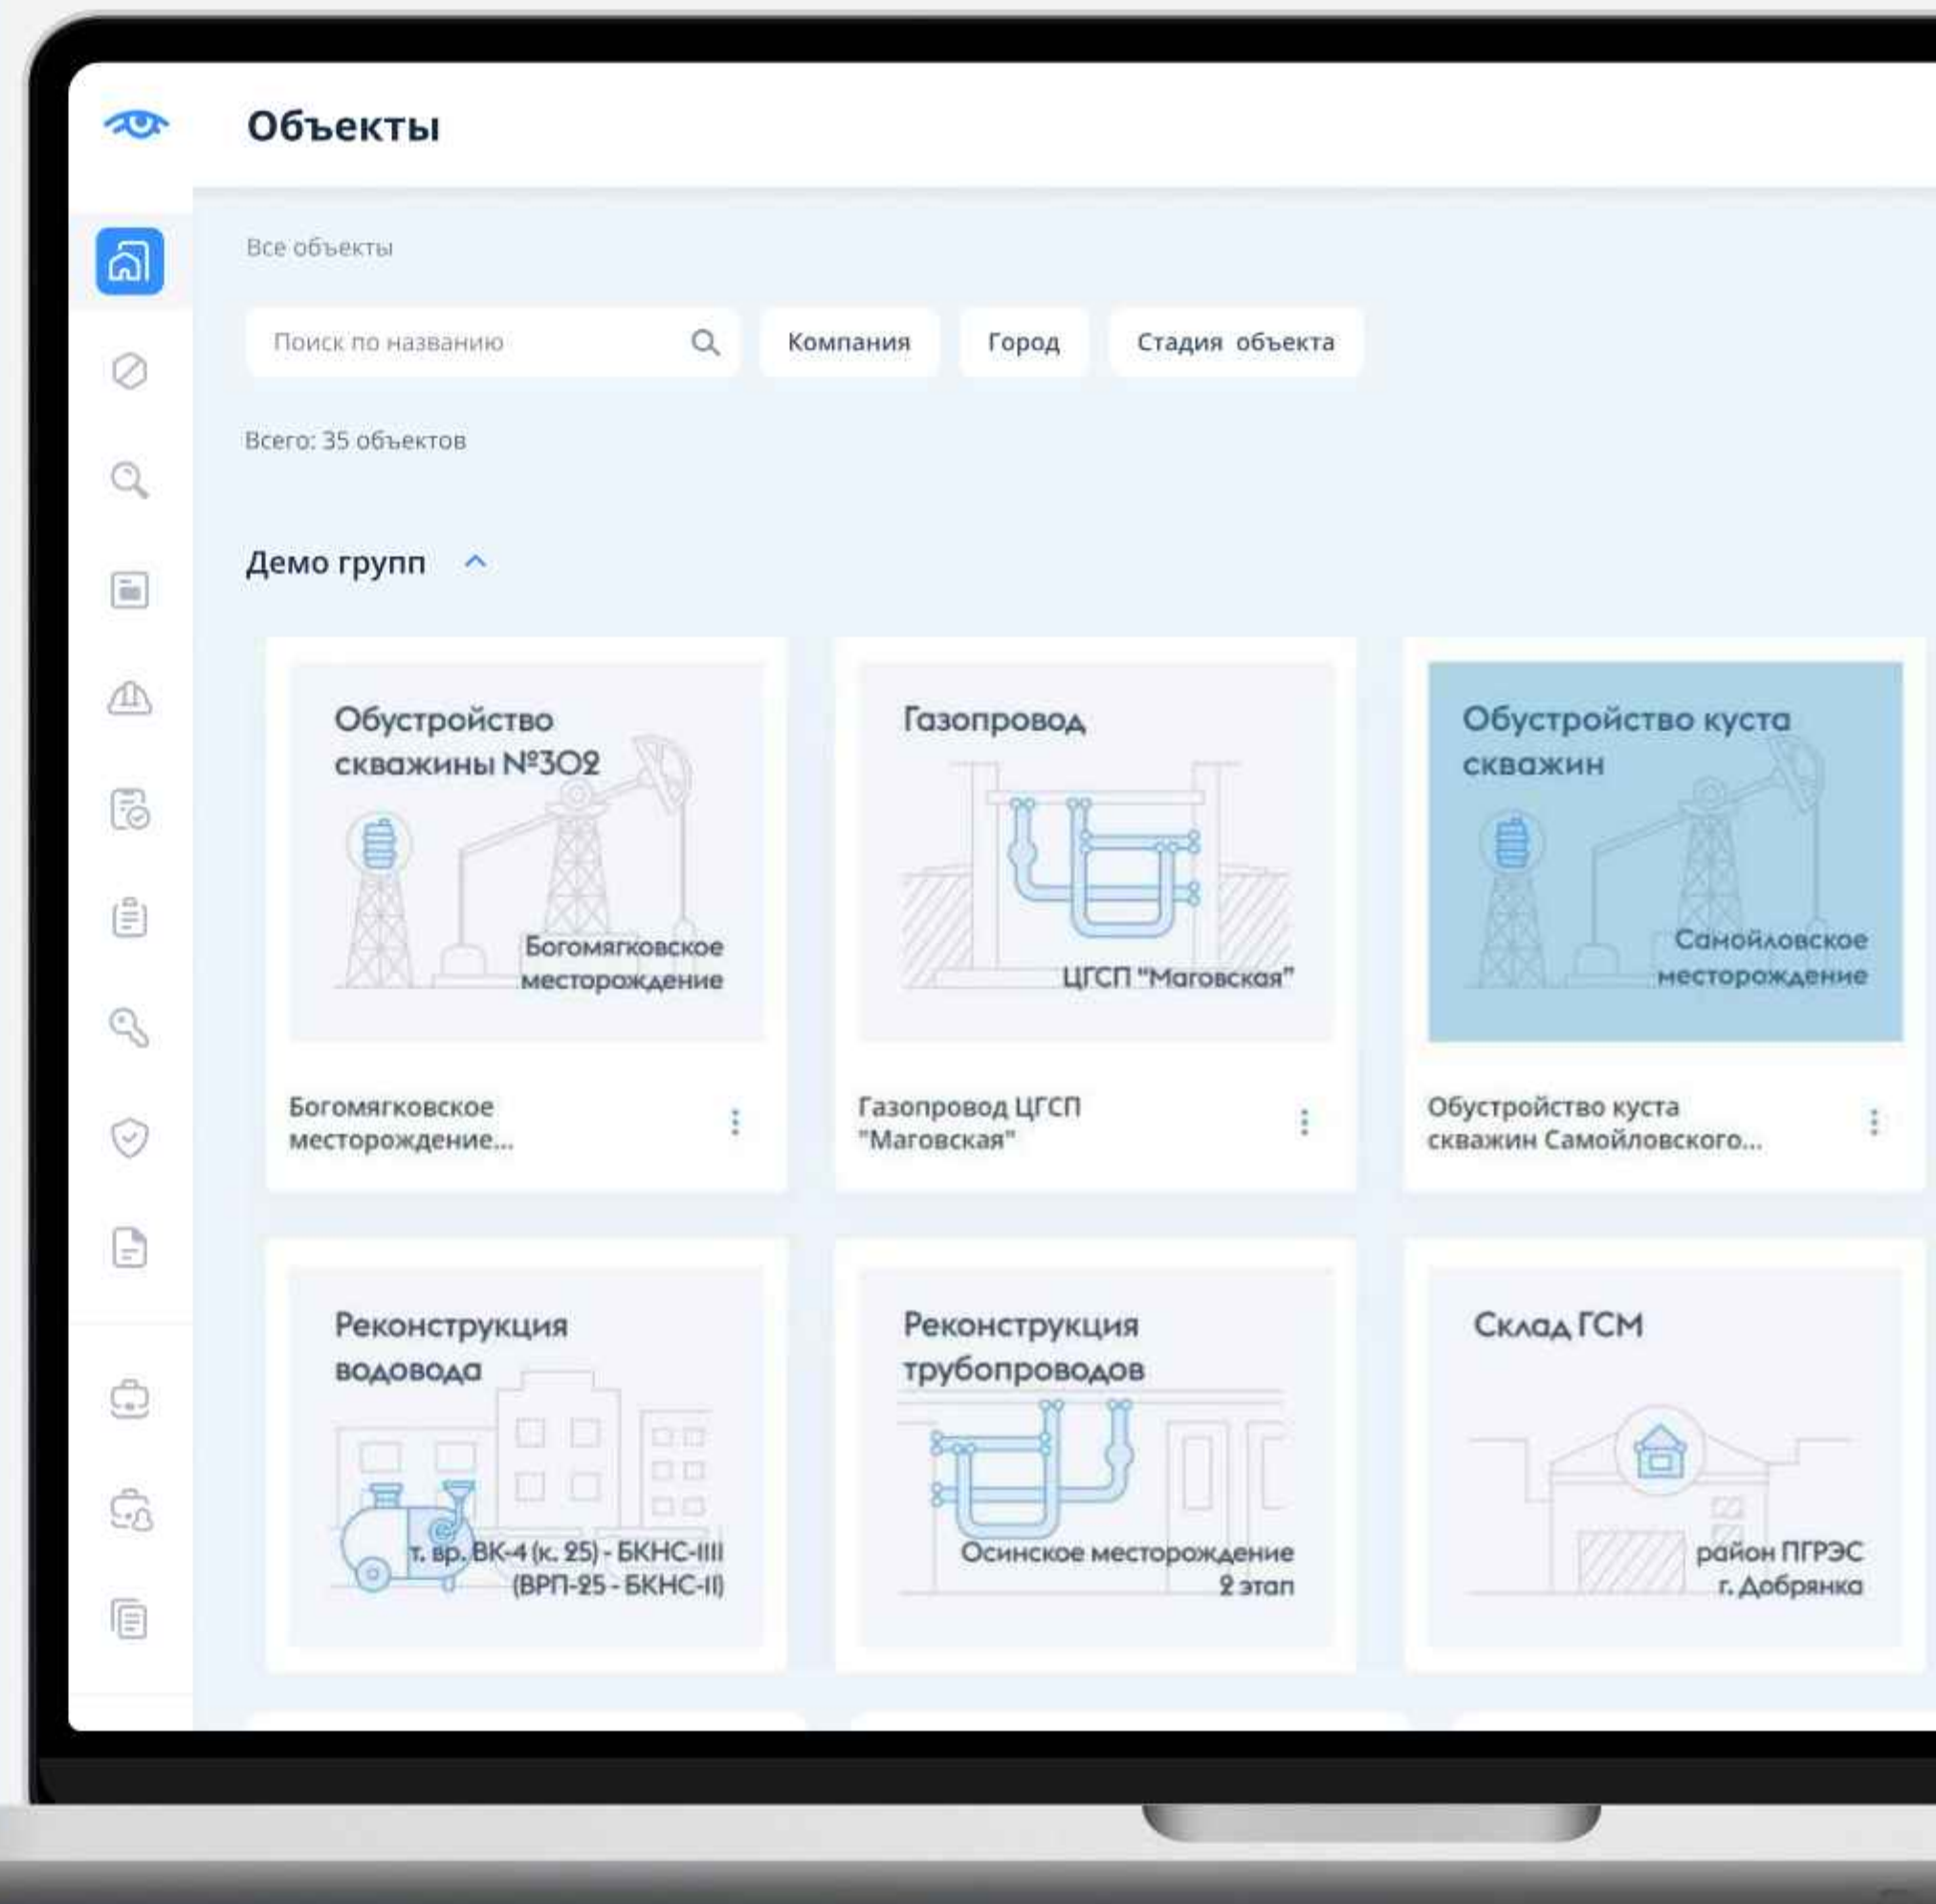 Объекты
Все объекты
Поиск по названию
Компания
Город
Стадия объекта
Всего: 35 объектов
Демо групп
Обустройство
скважины №302
Богомягковское
месторождение
Богомягковское
месторождение...
Газопровод
ЦГСП "Маговская"
Газопровод ЦГСП
"Маговская"
Обустройство куста
скважин
Самойловское
месторождение
Обустройство куста
скважин Самойловского...
Реконструкция
водовода
т. вр. ВК-4 (к. 25) - БКНС-IIII
(ВРП-25 - БКНС-II)
Реконструкция
трубопроводов
Осинское месторождение
2 этап
Склад ГСМ
район ПГРЭС
г. Добрянка